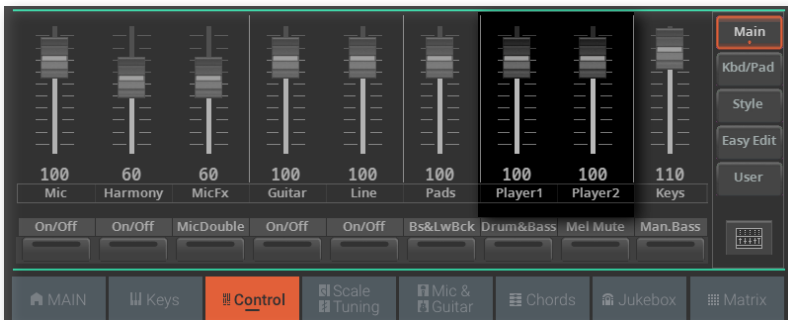 Main
Kbd/Pad
Style
Easy Edit
User
100 60 60 100 100 100 100 100 110
Mic Harmony MicFx Guitar Line Pads Player1 Player2 Keys
On/Off On/Off MicDouble On/Off On/Off Bs&LwBck Drum&Bass Mel Mute Man.Bass
MAIN Keys Control Scale Tuning Mic & Guitar Chords Jukebox Matrix